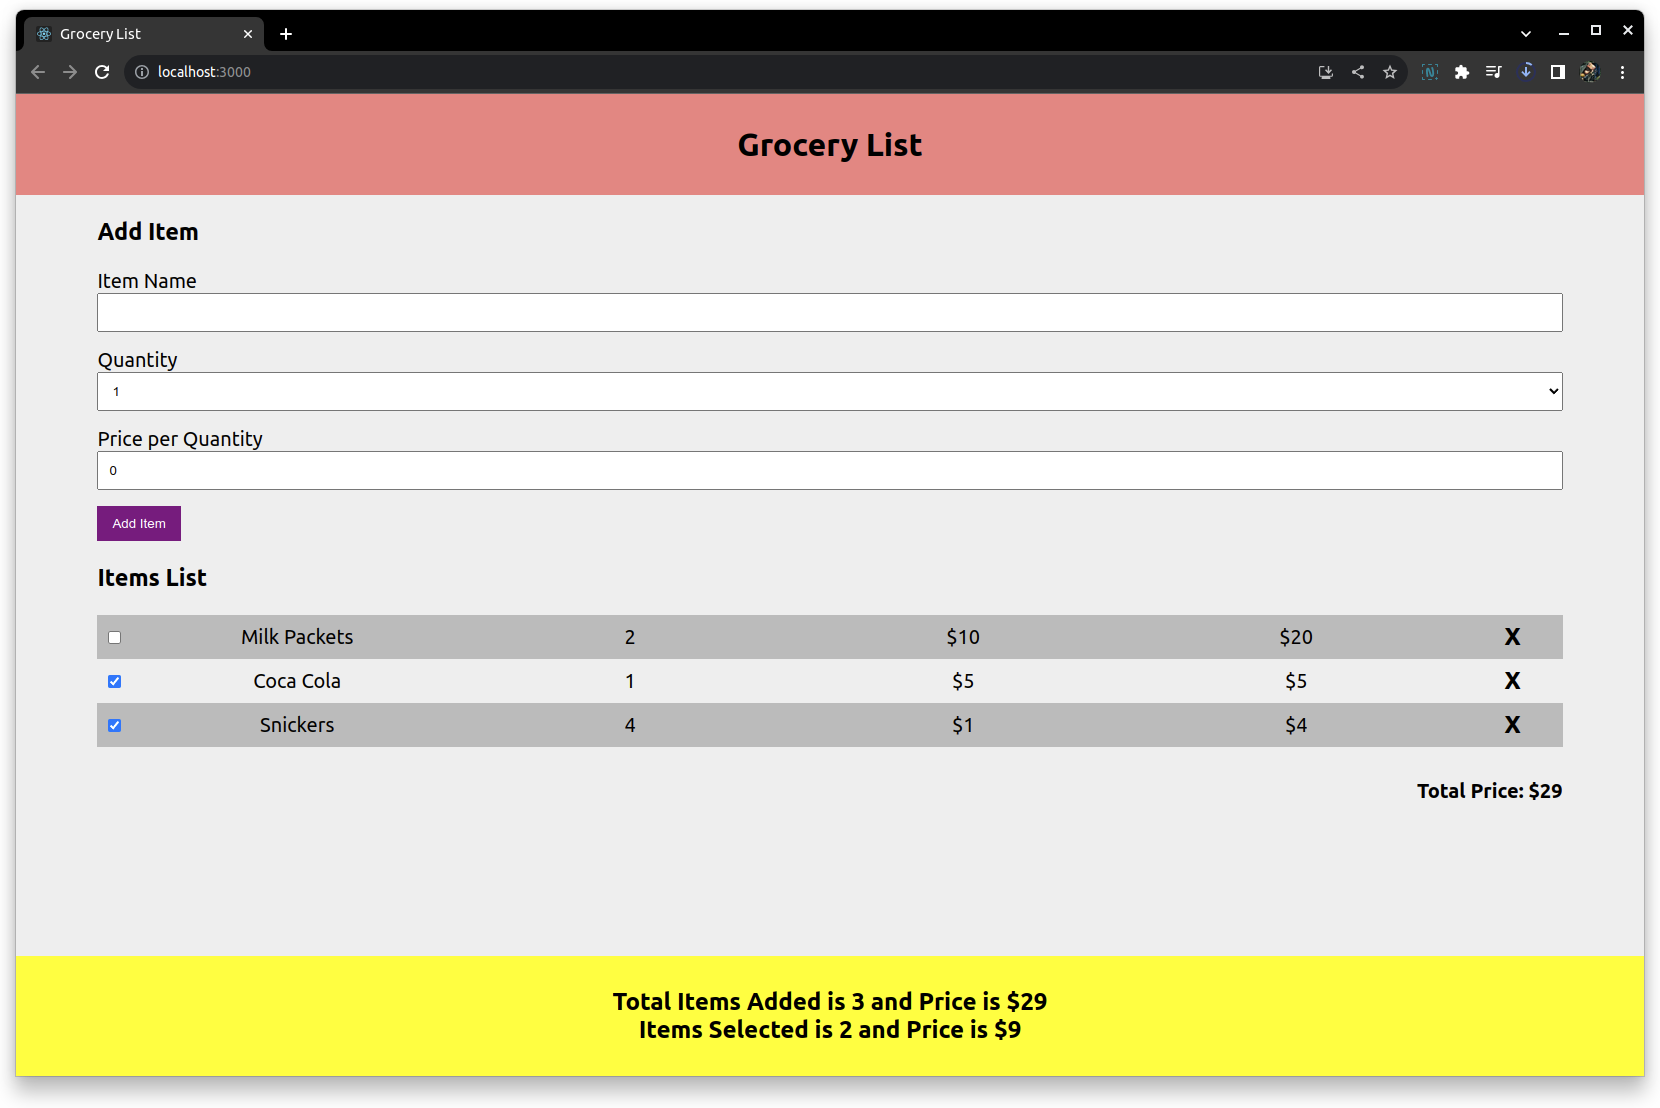 Grocery List
localhost:3000
Grocery List
Add Item
Item Name
Quantity
1
Price per Quantity
0
Add Item
Items List
Milk Packets 2 $10 $20 X
Coca Cola 1 $5 $5 X
Snickers 4 $1 $4 X
Total Price: $29
Total Items Added is 3 and Price is $29
Items Selected is 2 and Price is $9